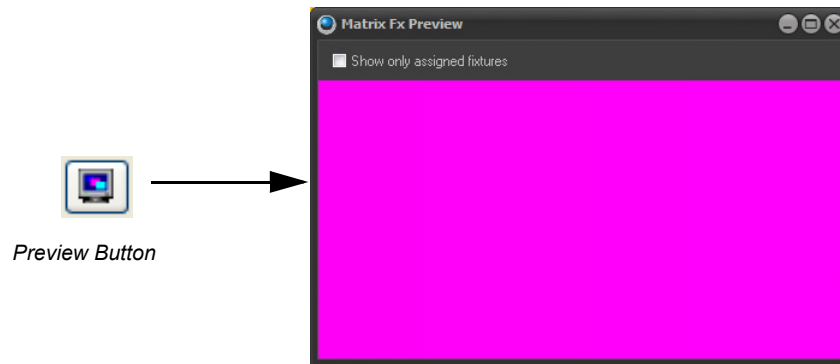 Matrix Fx Preview
Show only assigned fixtures
Preview Button